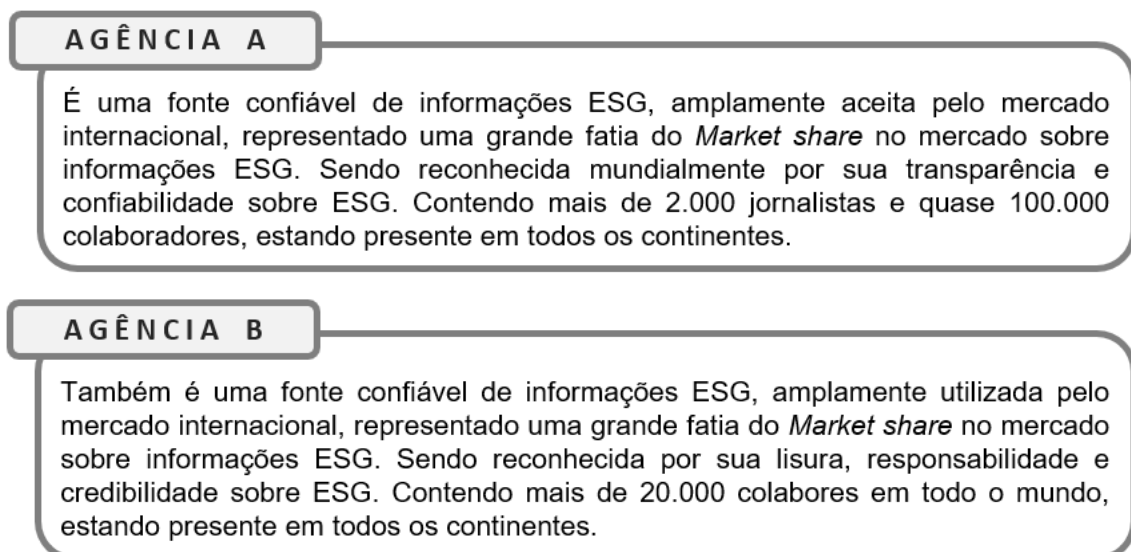 AGÊNCIA A
É uma fonte confiável de informações ESG, amplamente aceita pelo mercado
internacional, representado uma grande fatia do Market share no mercado sobre
informações ESG. Sendo reconhecida mundialmente por sua transparência e
confiabilidade sobre ESG. Contendo mais de 2.000 jornalistas e quase 100.000
colaboradores, estando presente em todos os continentes.
AGÊNCIA B
Também é uma fonte confiável de informações ESG, amplamente utilizada pelo
mercado internacional, representado uma grande fatia do Market share no mercado
sobre informações ESG. Sendo reconhecida por sua lisura, responsabilidade e
credibilidade sobre ESG. Contendo mais de 20.000 colabores em todo o mundo,
estando presente em todos os continentes.